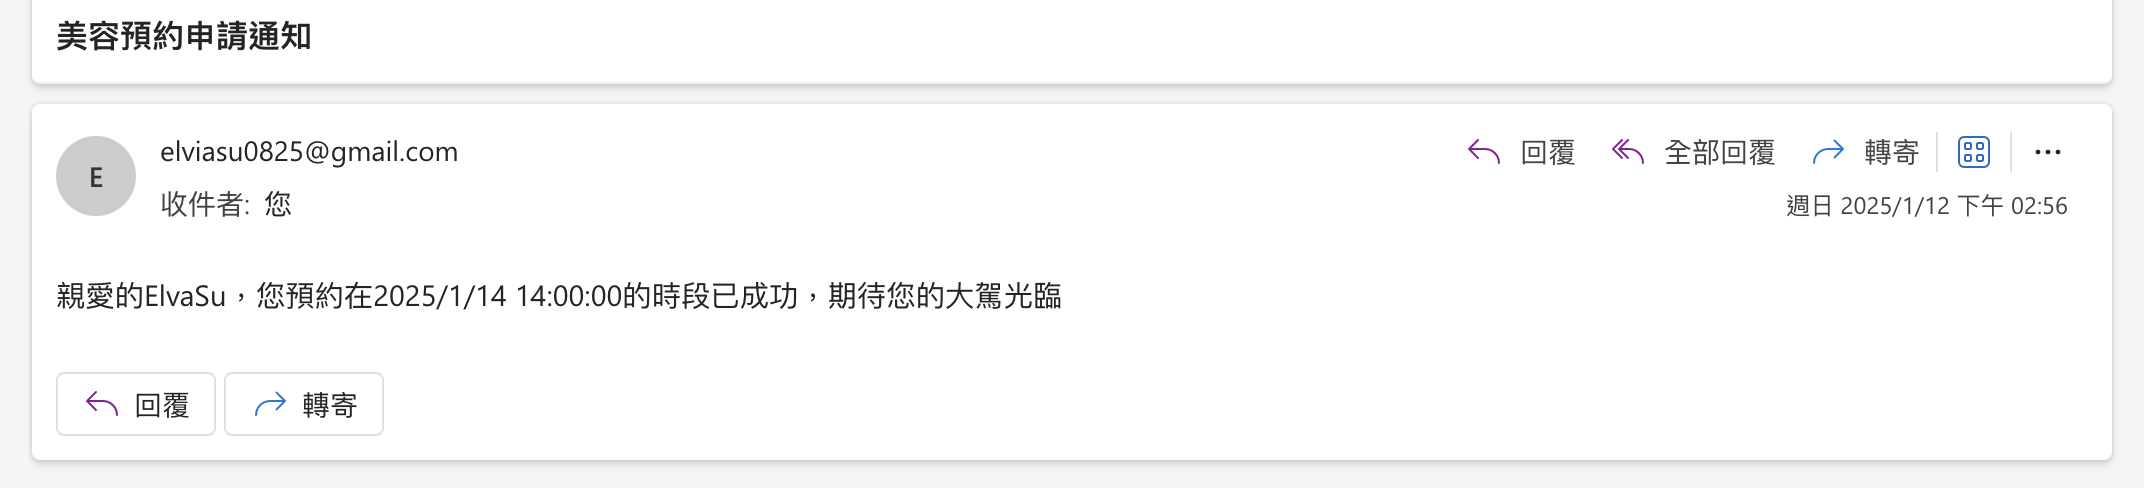 美容預約申請通知
E
elviasu0825@gmail.com
回覆 全部回覆 轉寄
收件者: 您
週日 2025/1/12 下午 02:56
親愛的ElvaSu，您預約在2025/1/14 14:00:00的時段已成功，期待您的大駕光臨
回覆 轉寄